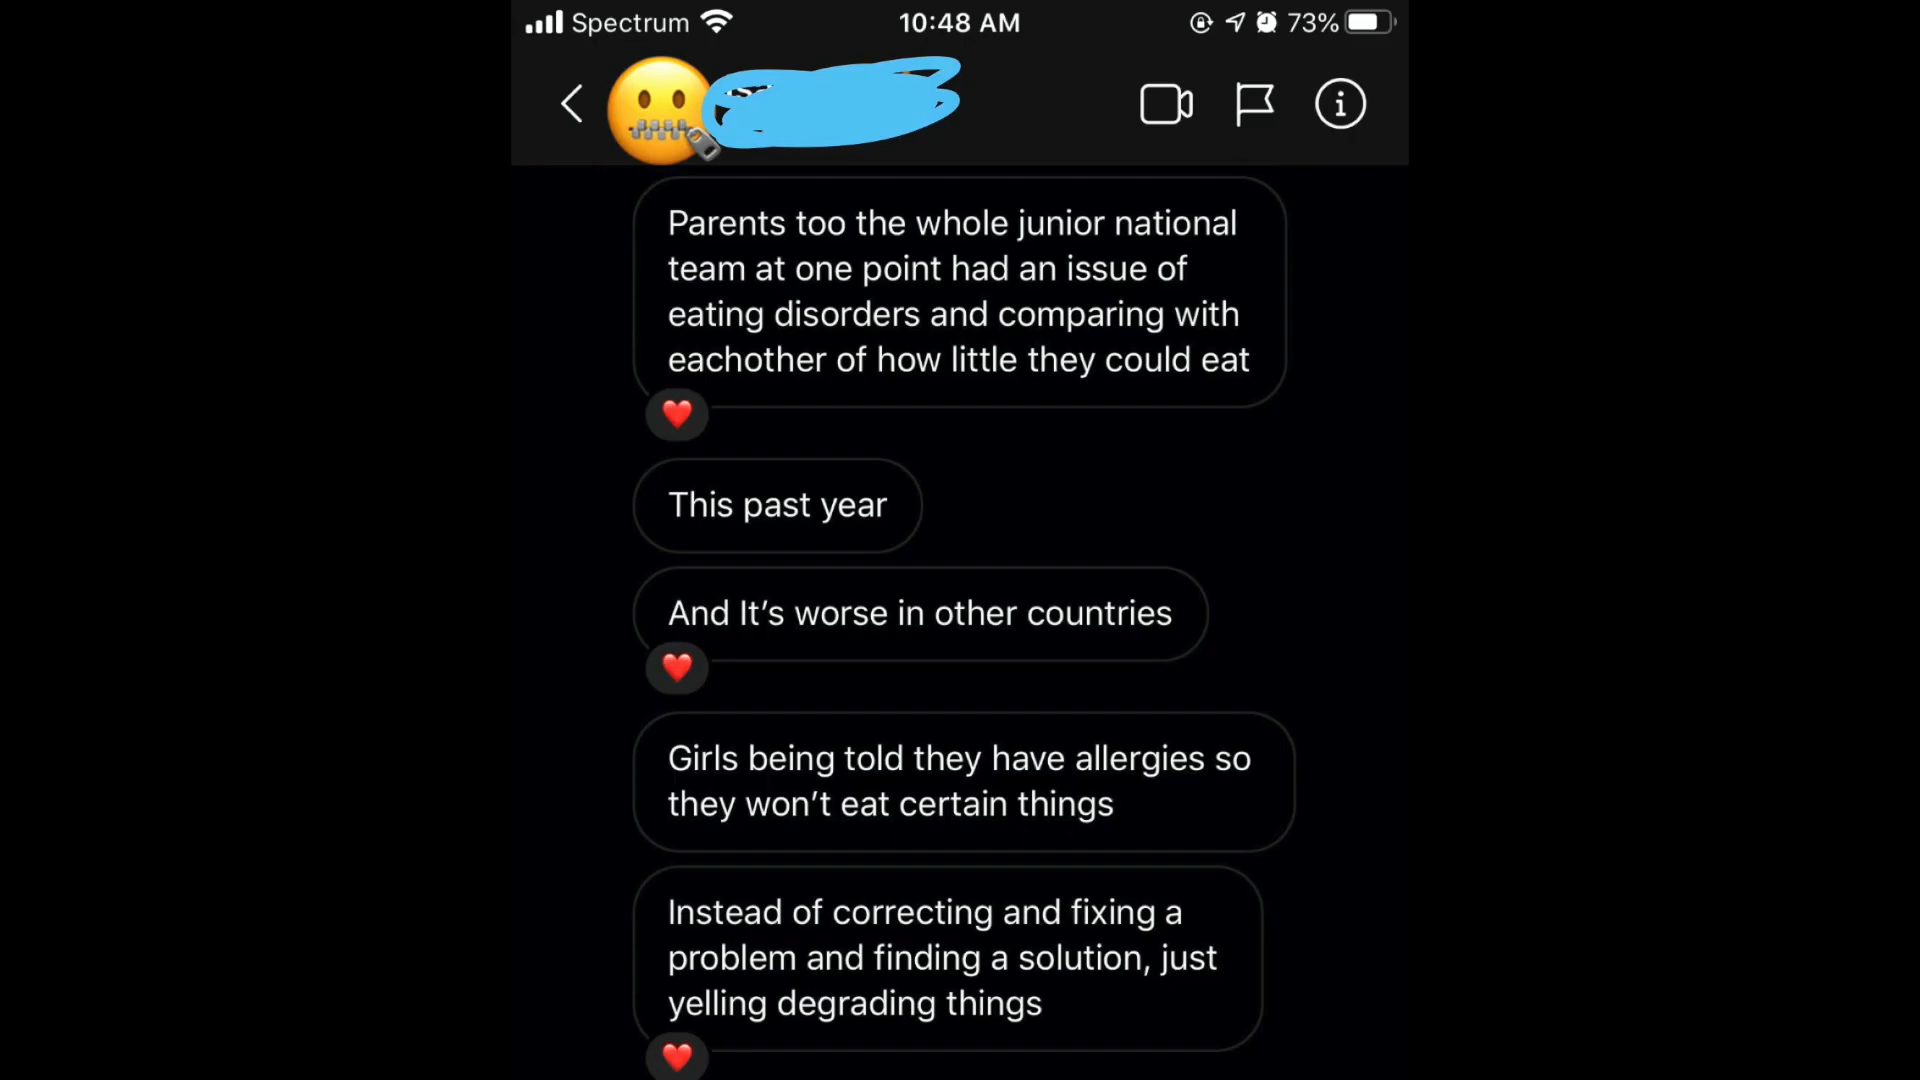 Spectrum 10:48 AM 73%
Parents too the whole junior national
team at one point had an issue of
eating disorders and comparing with
eachother of how little they could eat
This past year
And It’s worse in other countries
Girls being told they have allergies so
they won’t eat certain things
Instead of correcting and fixing a
problem and finding a solution, just
yelling degrading things